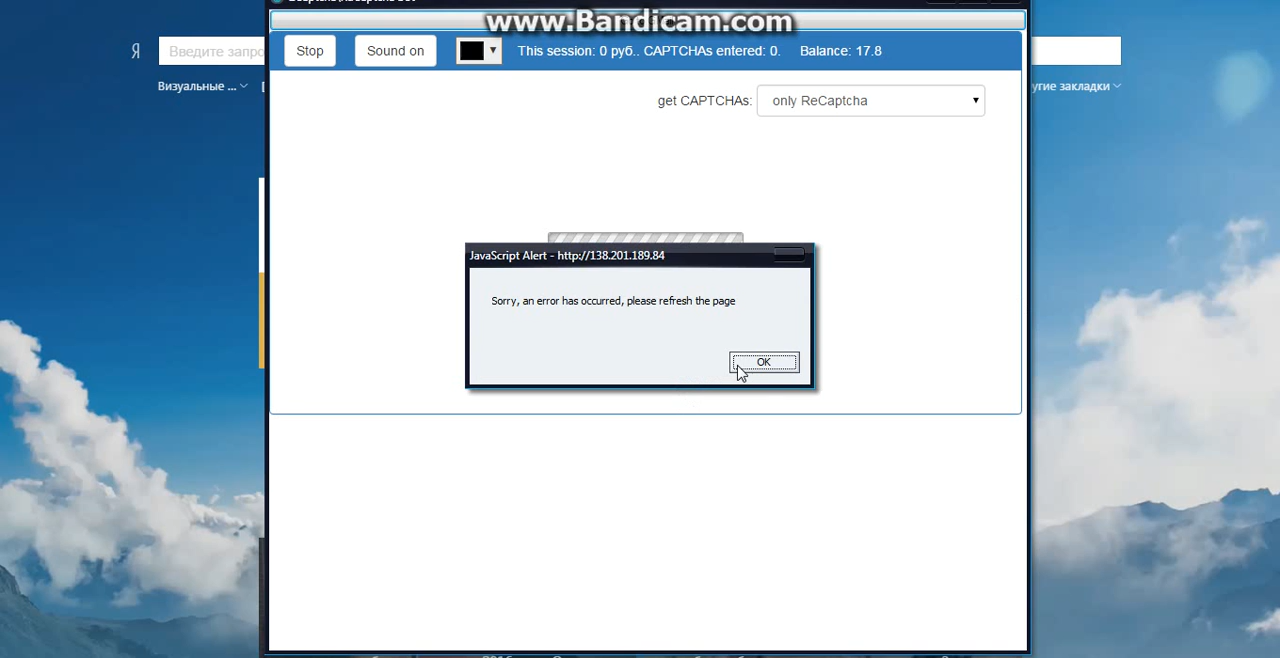 www.Bandicam.com
Я Введите запро
Stop Sound on This session: 0 руб.. CAPTCHAs entered: 0. Balance: 17.8
Визуальные ...
ругие закладки
get CAPTCHAs: only ReCaptcha
JavaScript Alert - http://138.201.189.84
Sorry, an error has occurred, please refresh the page
OK